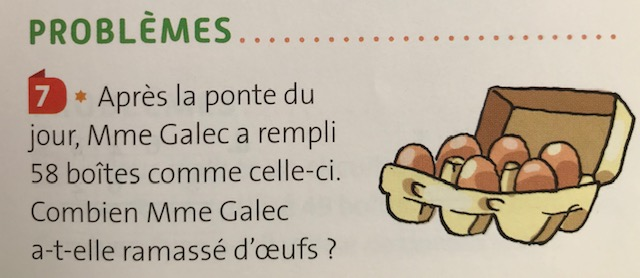 PROBLÈMES
7 * Après la ponte du
jour, Mme Galec a rempli
58 boîtes comme celle-ci.
Combien Mme Galec
a-t-elle ramassé d'œufs ?